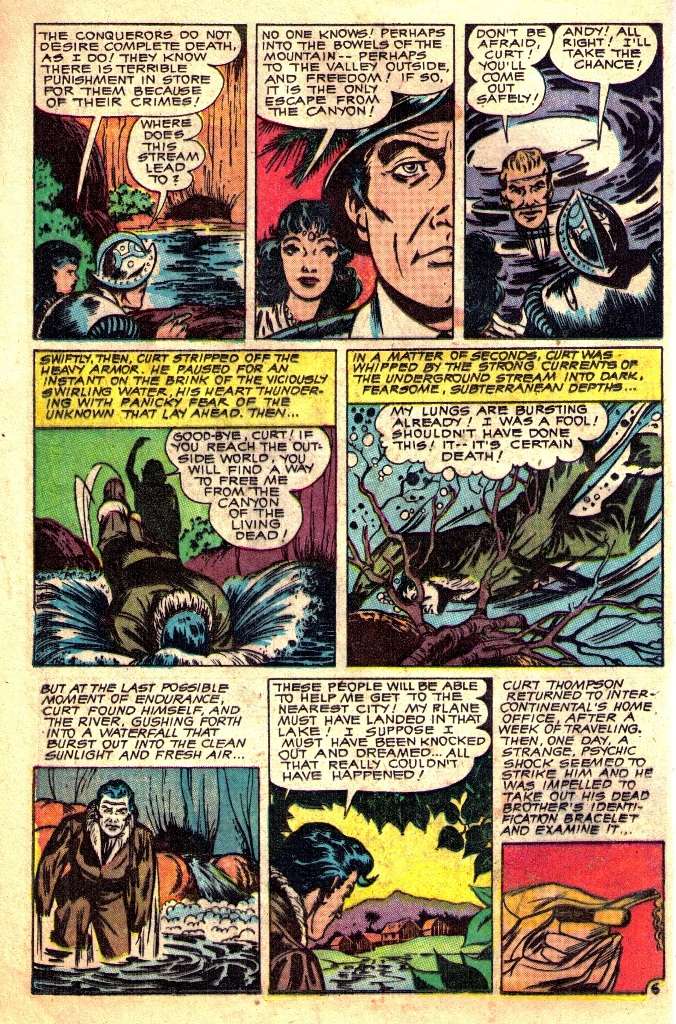 THE CONQUERORS DO NOT
DESIRE COMPLETE DEATH,
AS I DO! THEY KNOW
THERE IS TERRIBLE
PUNISHMENT IN STORE
FOR THEM BECAUSE
OF THEIR CRIMES!
WHERE
DOES
THIS
STREAM
LEAD
TO?
NO ONE KNOWS! PERHAPS
INTO THE BOWELS OF THE
MOUNTAIN-- PERHAPS
TO THE VALLEY OUTSIDE,
AND FREEDOM! IF SO,
IT IS THE ONLY
ESCAPE FROM
THE CANYON!
DON'T BE
AFRAID,
CURT!
YOU'LL
COME
OUT
SAFELY!
ANDY! ALL
RIGHT! I'LL
TAKE THE
CHANCE!
SWIFTLY, THEN, CURT STRIPPED OFF THE
HEAVY ARMOR. HE PAUSED FOR AN
INSTANT ON THE BRINK OF THE VICIOUSLY
SWIRLING WATER, HIS HEART THUNDER-
ING WITH PANICKY FEAR OF THE
UNKNOWN THAT LAY AHEAD. THEN...
GOOD-BYE, CURT! IF
YOU REACH THE OUT-
SIDE WORLD, YOU
WILL FIND A WAY
TO FREE ME
FROM THE
CANYON
OF THE
LIVING
DEAD!
IN A MATTER OF SECONDS, CURT WAS
WHIPPED BY THE STRONG CURRENTS OF
THE UNDERGROUND STREAM INTO DARK,
FEARSOME, SUBTERRANEAN DEPTHS...
MY LUNGS ARE BURSTING
ALREADY! I WAS A FOOL!
SHOULDN'T HAVE DONE
THIS! IT-- IT'S CERTA
DEATH!
BUT AT THE LAST POSSIBLE
MOMENT OF ENDURANCE,
CURT FOUND HIMSELF, AND
THE RIVER, GUSHING FORTH
INTO A WATERFALL THAT
BURST OUT INTO THE CLEAN
SUNLIGHT AND FRESH AIR...
THESE PEOPLE WILL BE ABLE
TO HELP ME GET TO THE
NEAREST CITY! MY PLANE
MUST HAVE LANDED IN THAT
LAKE! I SUPPOSE I
MUST HAVE BEEN KNOCKED
OUT AND DREAMED... ALL
THAT REALLY COULDN'T
HAVE HAPPENED!
CURT THOMPSON
RETURNED TO INTER-
CONTINENTAL'S HOME
OFFICE, AFTER A
WEEK OF TRAVELING.
THEN, ONE DAY, A
STRANGE, PSYCHIC
SHOCK SEEMED TO
STRIKE HIM AND HE
WAS IMPELLED TO
TAKE OUT HIS DEAD
BROTHER'S IDENTI-
FICATION BRACELET
AND EXAMINE IT...
6